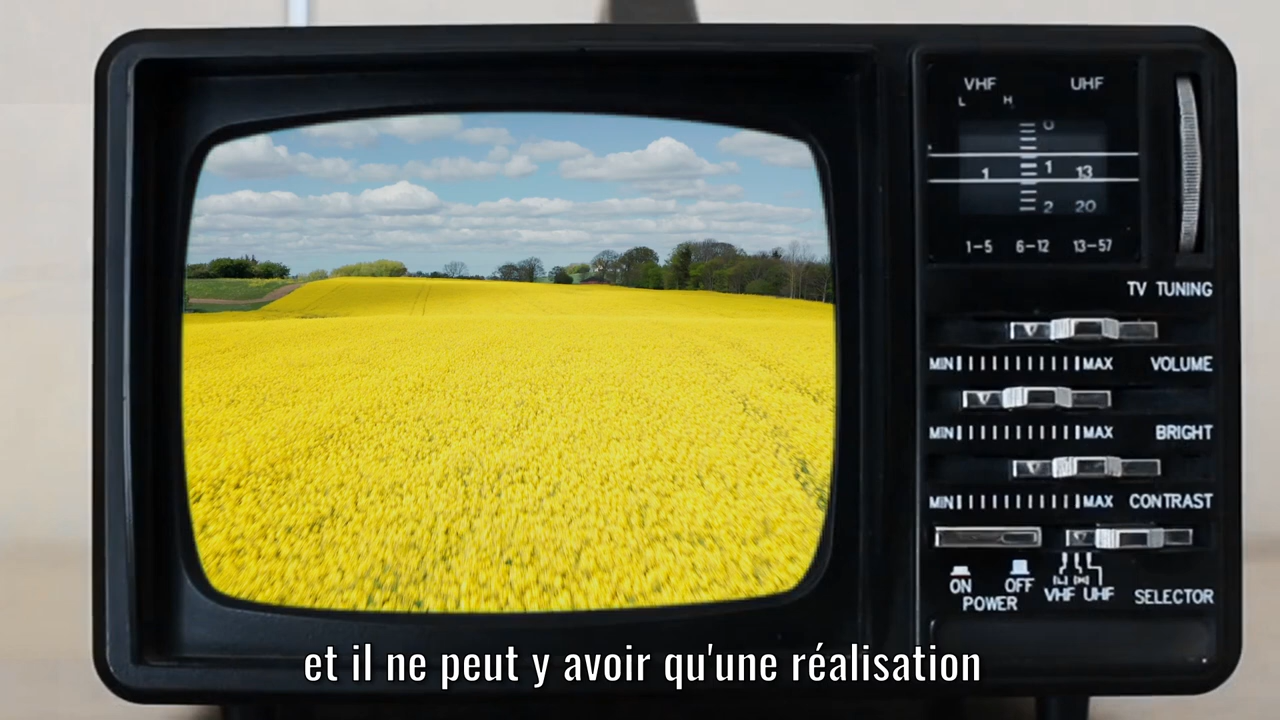 VHF UHF
L H
0
1 1 13
2 20
1-5 6-12 13-57
TV TUNING
MIN MAX VOLUME
MIN MAX BRIGHT
MIN MAX CONTRAST
ON OFF
POWER
VHF UHF
SELECTOR
et il ne peut y avoir qu'une réalisation